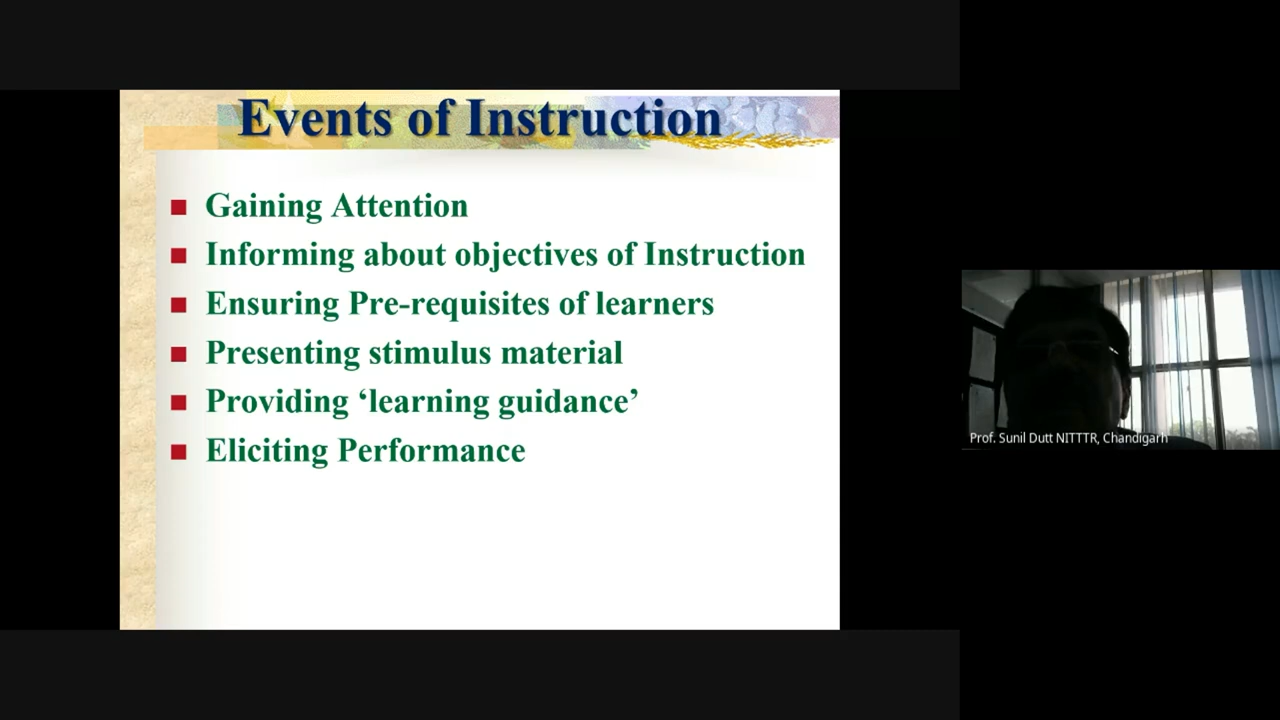 Events of Instruction
Gaining Attention
Informing about objectives of Instruction
Ensuring Pre-requisites of learners
Presenting stimulus material
Providing ‘learning guidance’
Eliciting Performance
Prof. Sunil Dutt NITTTR, Chandigarh